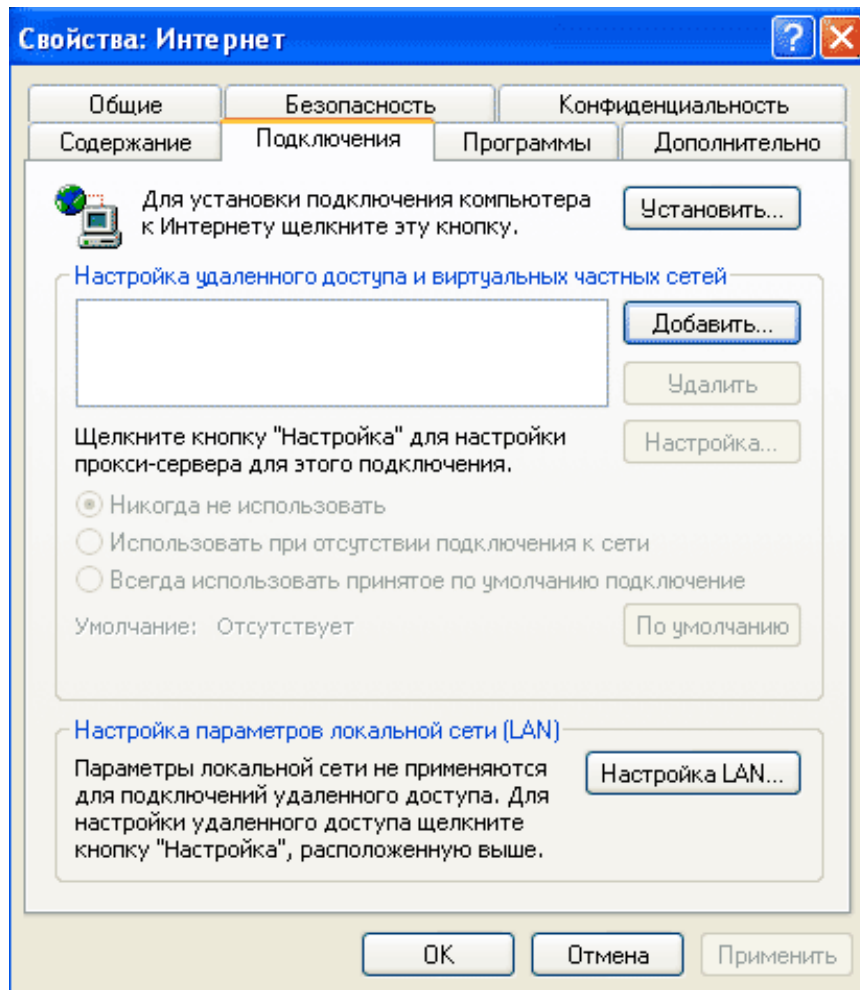 Свойства: Интернет
Общие
Безопасность
Конфиденциальность
Содержание
Подключения
Программы
Дополнительно
Для установки подключения компьютера
к Интернету щелкните эту кнопку.
Установить...
Настройка удаленного доступа и виртуальных частных сетей
Добавить...
Удалить
Щелкните кнопку "Настройка" для настройки
прокси-сервера для этого подключения.
Настройка...
Никогда не использовать
Использовать при отсутствии подключения к сети
Всегда использовать принятое по умолчанию подключение
Умолчание: Отсутствует
По умолчанию
Настройка параметров локальной сети (LAN)
Параметры локальной сети не применяются
для подключений удаленного доступа. Для
настройки удаленного доступа щелкните
кнопку "Настройка", расположенную выше.
Настройка LAN...
OK
Отмена
Применить